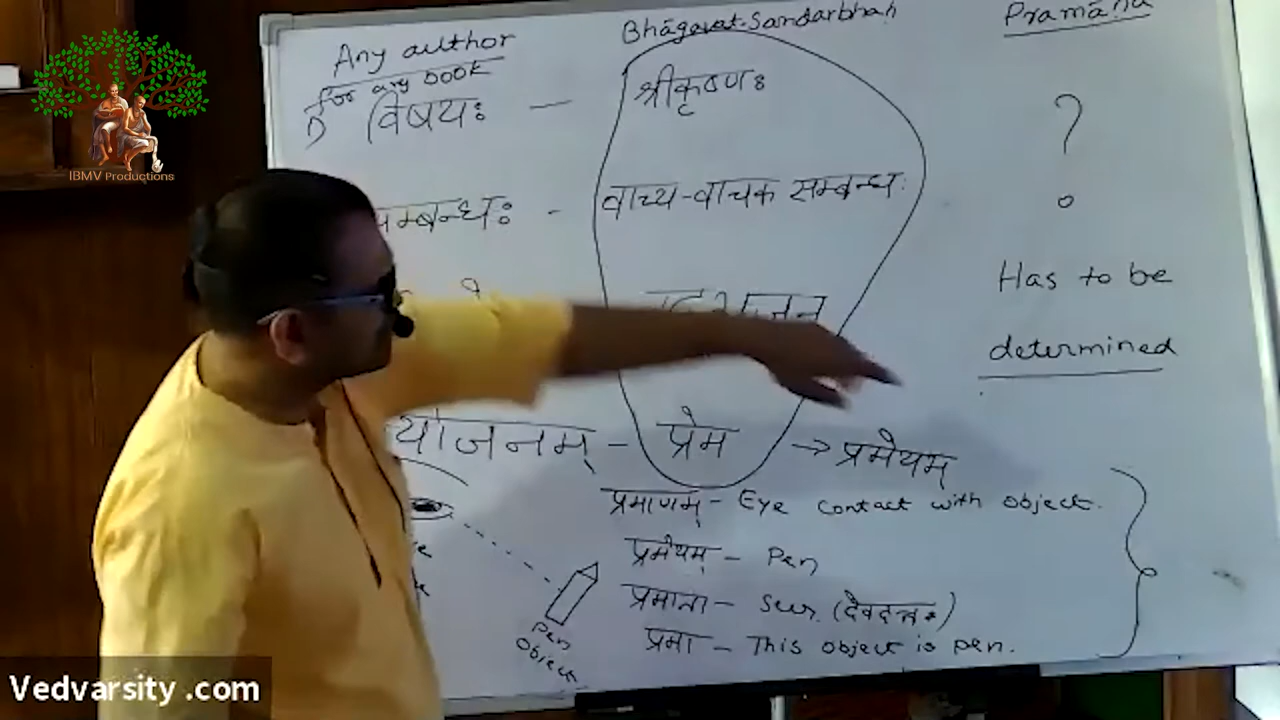 Any author Bhāgavat-Sandarbhaḥ Pramāṇa
for any book
1) विषयः – श्रीकृष्णः ?
सम्बन्धः - वाच्य-वाचक सम्बन्धः
Has to be
determined
योजनम् - प्रेम → प्रमेयम्
प्रमाणम् - Eye contact with object.
प्रमेयम् - Pen
प्रमाता - Seer (देवदत्तः)
प्रमा - This object is pen.
Pen
Object
IBMV Productions
Vedvarsity .com